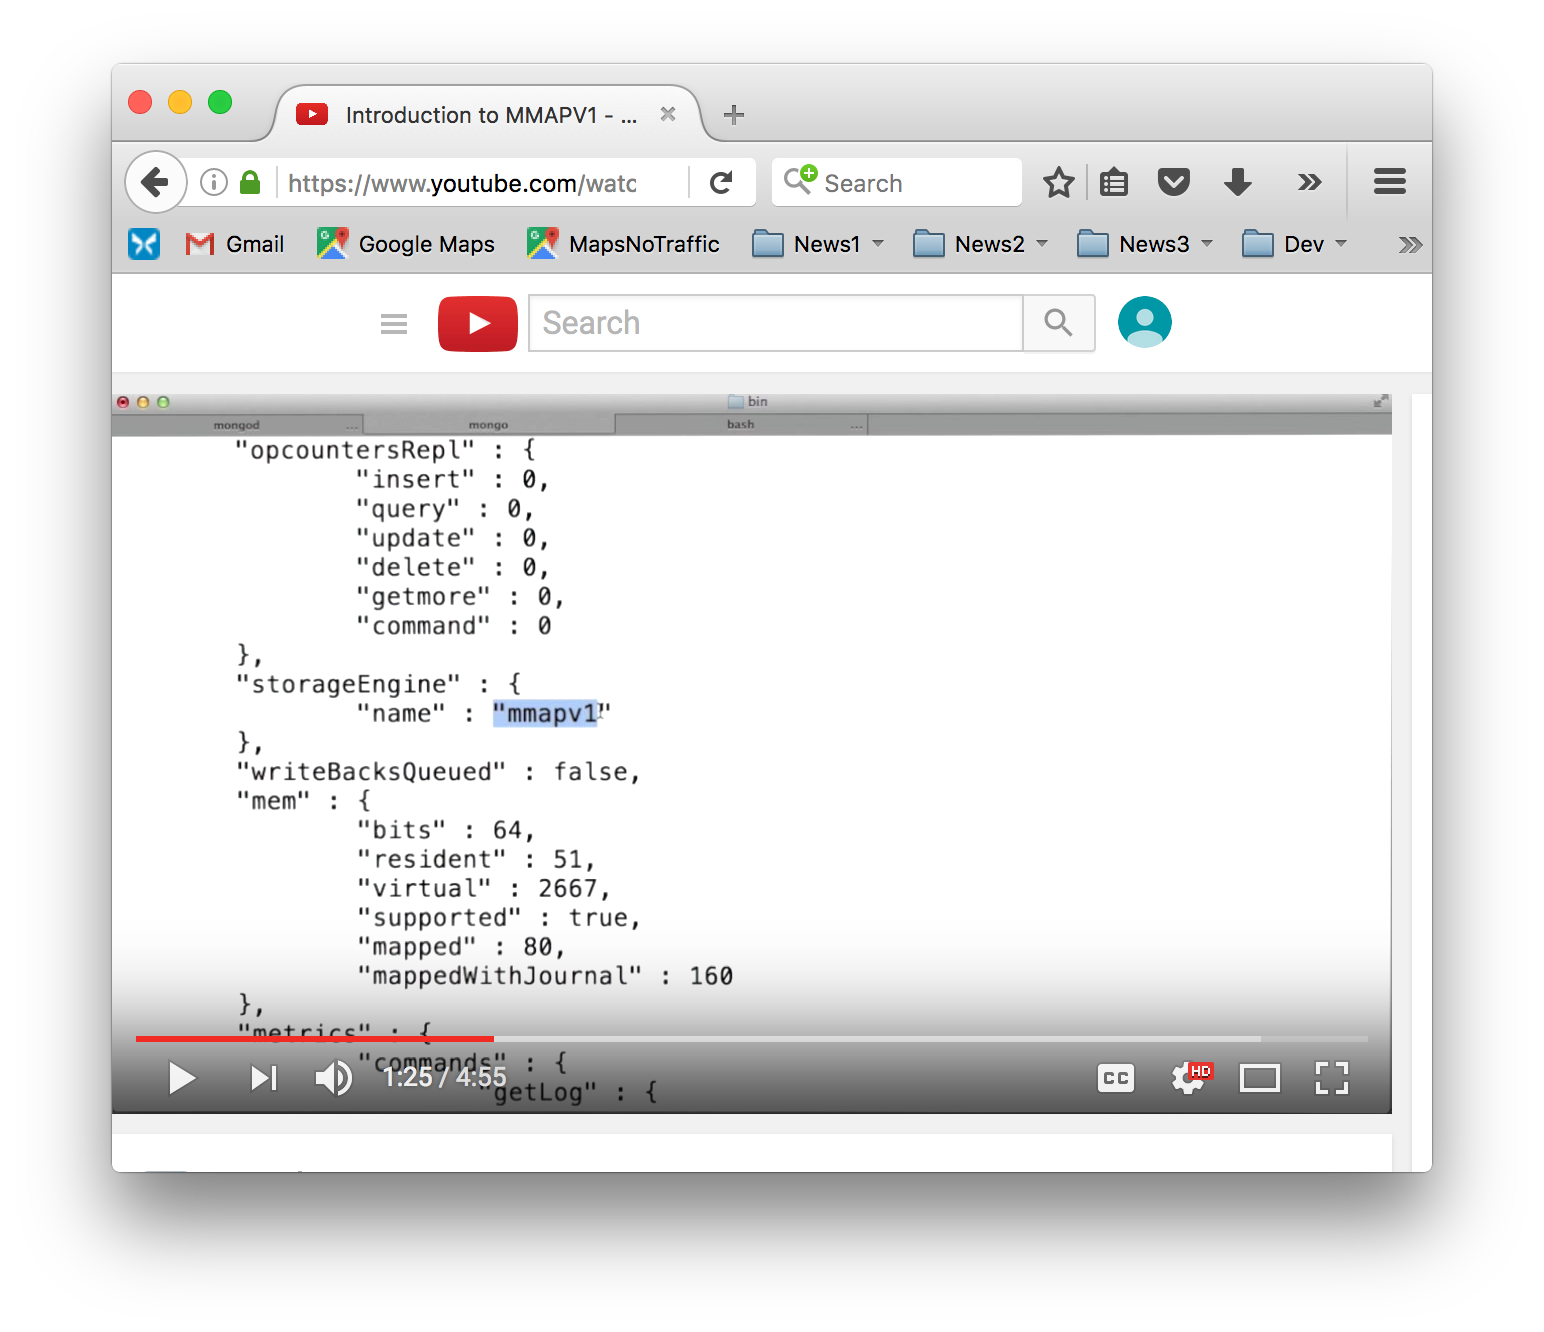 Introduction to MMAPV1 - ...
https://www.youtube.com/watc
Search
Gmail
Google Maps
MapsNoTraffic
News1
News2
News3
Dev
Search
bin
mongod ...
mongo
bash ...
"opcountersRepl" : {
"insert" : 0,
"query" : 0,
"update" : 0,
"delete" : 0,
"getmore" : 0,
"command" : 0
},
"storageEngine" : {
"name" : "mmapv1"
},
"writeBacksQueued" : false,
"mem" : {
"bits" : 64,
"resident" : 51,
"virtual" : 2667,
"supported" : true,
"mapped" : 80,
"mappedWithJournal" : 160
},
"metrics" : {
"commands" : {
"getLog" : {
1:25 / 4:55
CC
HD